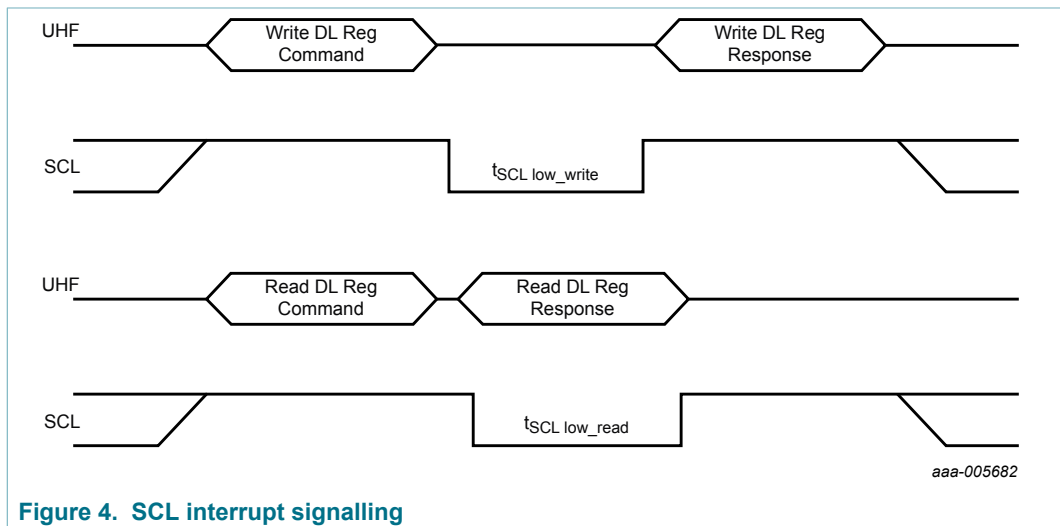 UHF
Write DL Reg
Command
Write DL Reg
Response
SCL
tSCL low_write
UHF
Read DL Reg
Command
Read DL Reg
Response
SCL
tSCL low_read
aaa-005682
Figure 4. SCL interrupt signalling